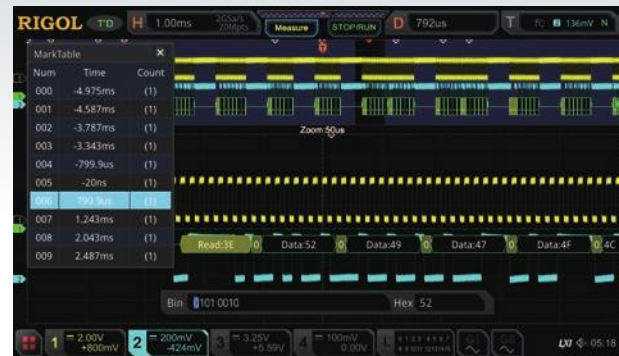 RIGOL T'D H 1.00ms 2GSa/s 20Mpts Measure STOP/RUN D 792us T 136mV N
MarkTable ×
Num Time Count
000 -4.975ms (1)
001 -4.587ms (1)
002 -3.787ms (1)
003 -3.343ms (1)
004 -799.9us (1)
005 -20ns (1)
006 799.9us (1)
007 1.243ms (1)
008 2.043ms (1)
009 2.487ms (1)
Zoom:50us
Read:3E 0 Data:52 0 Data:49 0 Data:47 0 Data:4F 0 4C
Bin 0101 0010 Hex 52
1 = 2.00V +800mV 2 = 200mV -424mV 3 = 3.25V +5.59V 4 = 100mV 0.00V L LXI 05:18